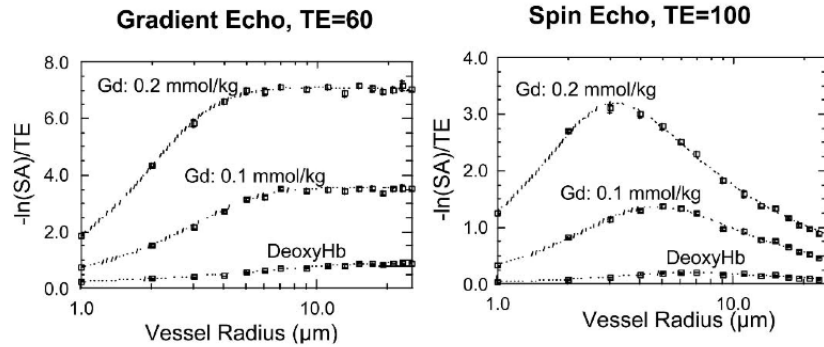 Gradient Echo, TE=60
8.0
6.0
4.0
2.0
0.0
-ln(SA)/TE
Gd: 0.2 mmol/kg
Gd: 0.1 mmol/kg
DeoxyHb
1.0
10.0
Vessel Radius (μm)
Spin Echo, TE=100
4.0
3.0
2.0
1.0
0.0
-ln(SA)/TE
Gd: 0.2 mmol/kg
Gd: 0.1 mmol/kg
DeoxyHb
1.0
10.0
Vessel Radius (μm)